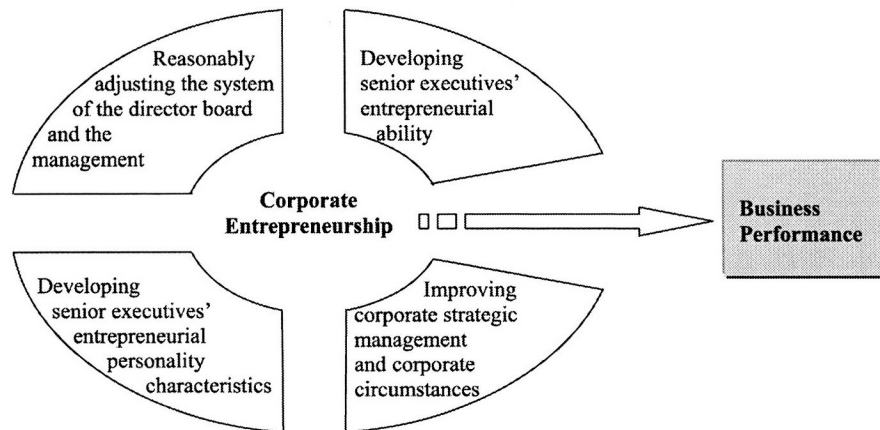 Reasonably
adjusting the system
of the director board
and the
management
Developing
senior executives'
entrepreneurial
ability
Corporate
Entrepreneurship
Business
Performance
Developing
senior executives'
entrepreneurial
personality
characteristics
Improving
corporate strategic
management
and corporate
circumstances